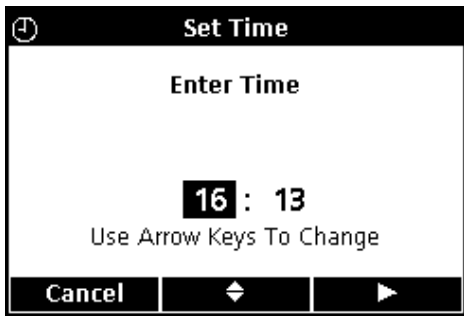 Set Time
Enter Time
16 : 13
Use Arrow Keys To Change
Cancel